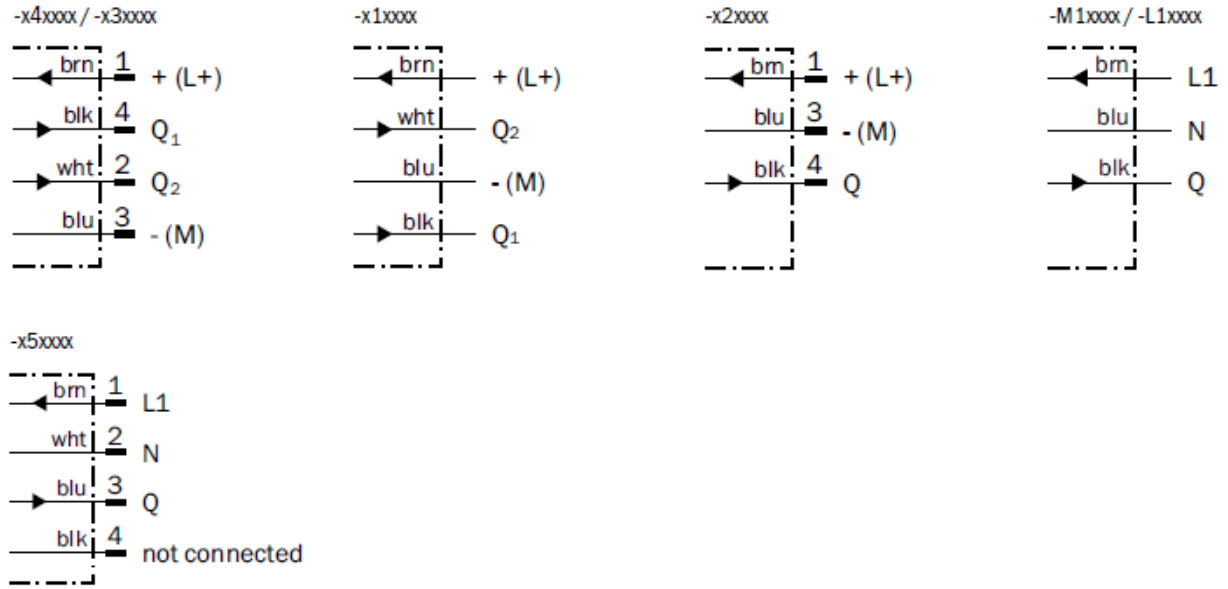 -x4xxxx / -x3xxxx
brn 1 + (L+)
blk 4 Q₁
wht 2 Q₂
blu 3 - (M)
-x1xxxx
brn + (L+)
wht Q2
blu - (M)
blk Q1
-x2xxxx
brn 1 + (L+)
blu 3 - (M)
blk 4 Q
-M1xxxx / -L1xxxx
brn L1
blu N
blk Q
-x5xxxx
brn 1 L1
wht 2 N
blu 3 Q
blk 4 not connected